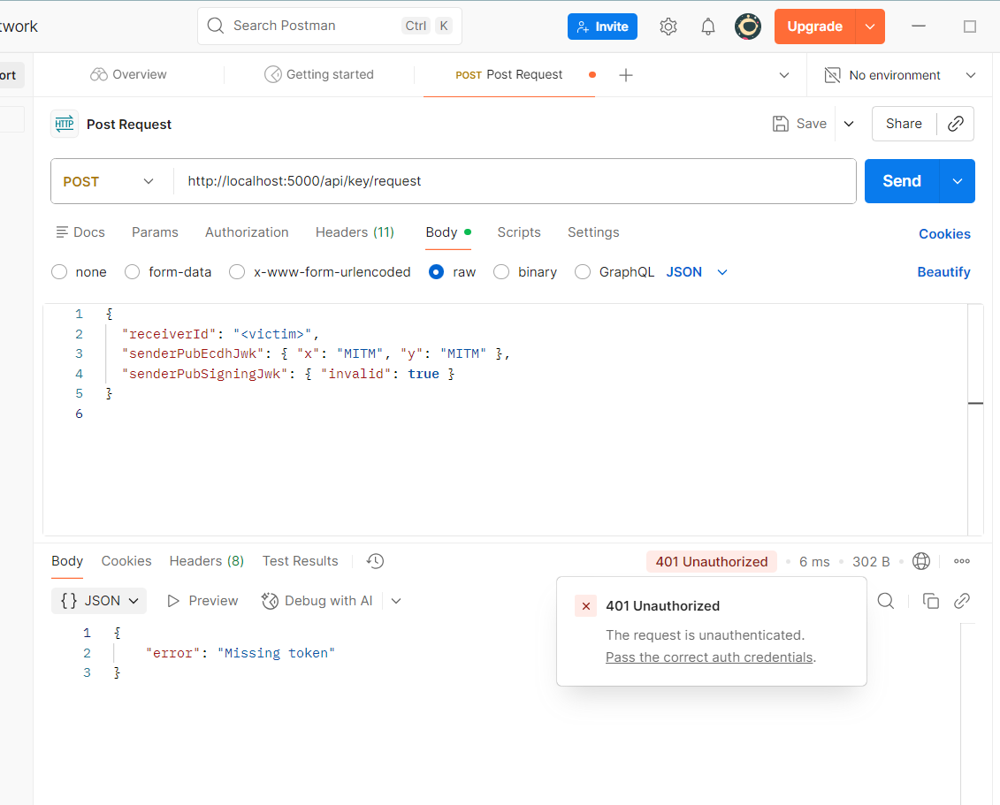 twork
Search Postman
Ctrl K
Invite
Upgrade
ort
Overview
Getting started
POST Post Request
No environment
HTTP Post Request
Save
Share
POST
http://localhost:5000/api/key/request
Send
Docs
Params
Authorization
Headers (11)
Body
Scripts
Settings
Cookies
none
form-data
x-www-form-urlencoded
raw
binary
GraphQL
JSON
Beautify
1 {
2 "receiverId": "<victim>",
3 "senderPubEcdhJwk": { "x": "MITM", "y": "MITM" },
4 "senderPubSigningJwk": { "invalid": true }
5 }
6
Body
Cookies
Headers (8)
Test Results
401 Unauthorized
6 ms
302 B
{} JSON
Preview
Debug with AI
401 Unauthorized
The request is unauthenticated.
Pass the correct auth credentials.
1 {
2 "error": "Missing token"
3 }